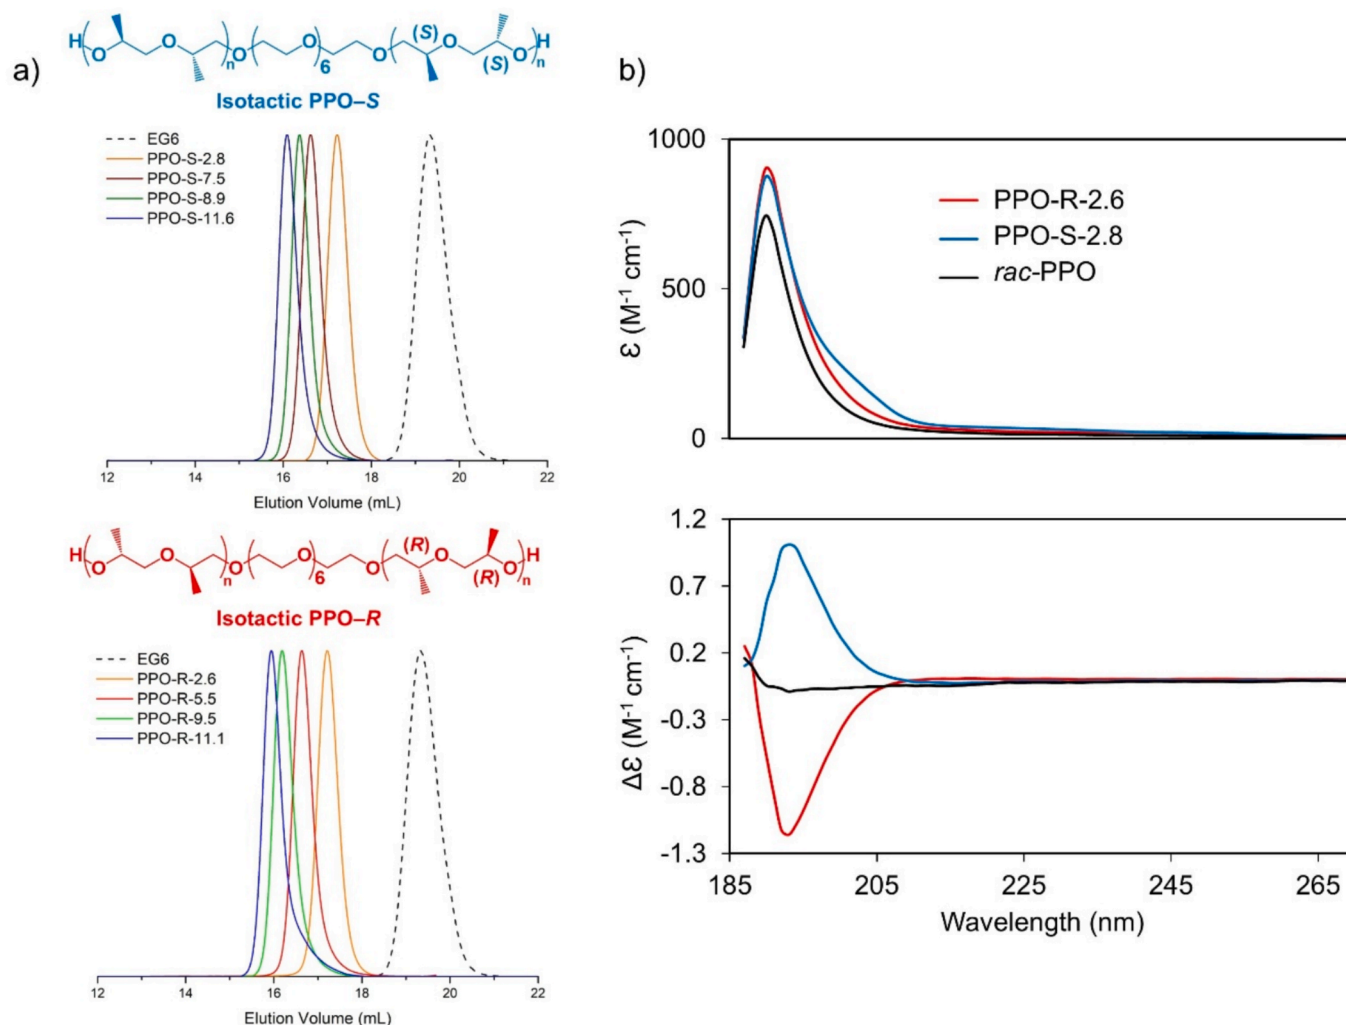 a)
H O O n O O 6 O (S) O (S) O H n
Isotactic PPO–S
EG6
PPO-S-2.8
PPO-S-7.5
PPO-S-8.9
PPO-S-11.6
12 14 16 18 20 22
Elution Volume (mL)
H O O n O O 6 O (R) O (R) O H n
Isotactic PPO–R
EG6
PPO-R-2.6
PPO-R-5.5
PPO-R-9.5
PPO-R-11.1
12 14 16 18 20 22
Elution Volume (mL)
b)
1000
500
0
Ɛ (M⁻¹ cm⁻¹)
PPO-R-2.6
PPO-S-2.8
rac-PPO
1.2
0.7
0.2
-0.3
-0.8
-1.3
ΔƐ (M⁻¹ cm⁻¹)
185 205 225 245 265
Wavelength (nm)